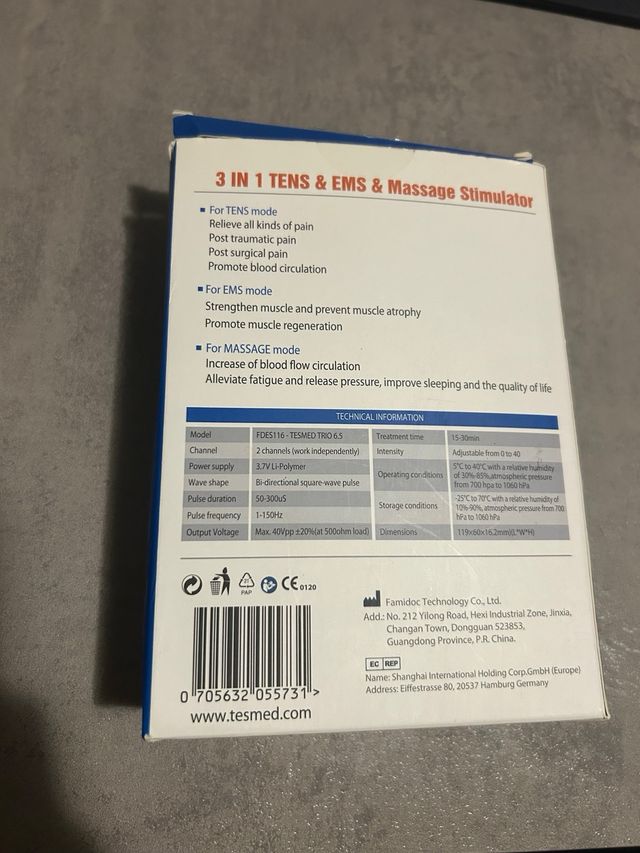 3 IN 1 TENS & EMS & Massage Stimulator
For TENS mode
Relieve all kinds of pain
Post traumatic pain
Post surgical pain
Promote blood circulation
For EMS mode
Strengthen muscle and prevent muscle atrophy
Promote muscle regeneration
For MASSAGE mode
Increase of blood flow circulation
Alleviate fatigue and release pressure, improve sleeping and the quality of life
TECHNICAL INFORMATION
Model FDES116 - TESMED TRIO 6.5
Channel 2 channels (work independently)
Power supply 3.7V Li-Polymer
Wave shape Bi-directional square-wave pulse
Pulse duration 50-300uS
Pulse frequency 1-150Hz
Output Voltage Max. 40Vpp ±20%(at 500ohm load)
Treatment time 15-30min
Intensity Adjustable from 0 to 40
Operating conditions 5°C to 40°C with a relative humidity
of 30%-85%,atmospheric pressure
from 700 hpa to 1060 hPa
Storage conditions -25°C to 70°C with a relative humidity of
10%-90%, atmospheric pressure from 700
hPa to 1060 hPa
Dimensions 119×60×16.2mm(L*W*H)
PAP
CE 0120
0 705632 055731 >
www.tesmed.com
Famidoc Technology Co., Ltd.
Add.: No. 212 Yilong Road, Hexi Industrial Zone, Jinxia,
Changan Town, Dongguan 523853,
Guangdong Province, P.R. China.
EC REP
Name: Shanghai International Holding Corp.GmbH (Europe)
Address: Eiffestrasse 80, 20537 Hamburg Germany